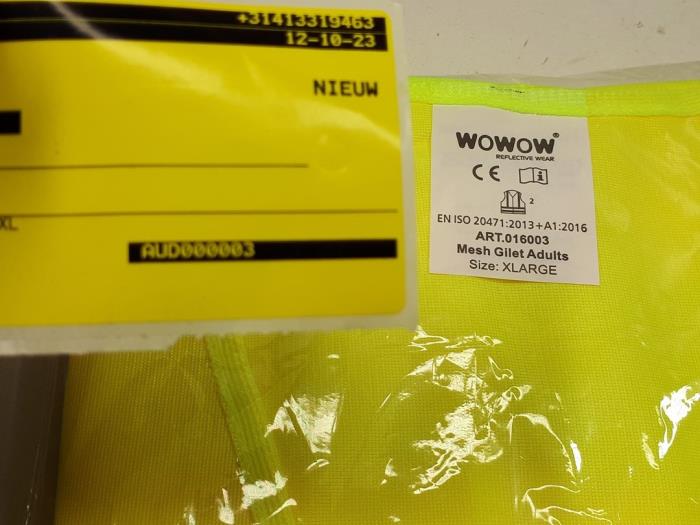 +31413319463
12-10-23
NIEUW
XL
AUD000003
WOWOW®
REFLECTIVE WEAR
CE
i
2
EN ISO 20471:2013+A1:2016
ART.016003
Mesh Gilet Adults
Size: XLARGE